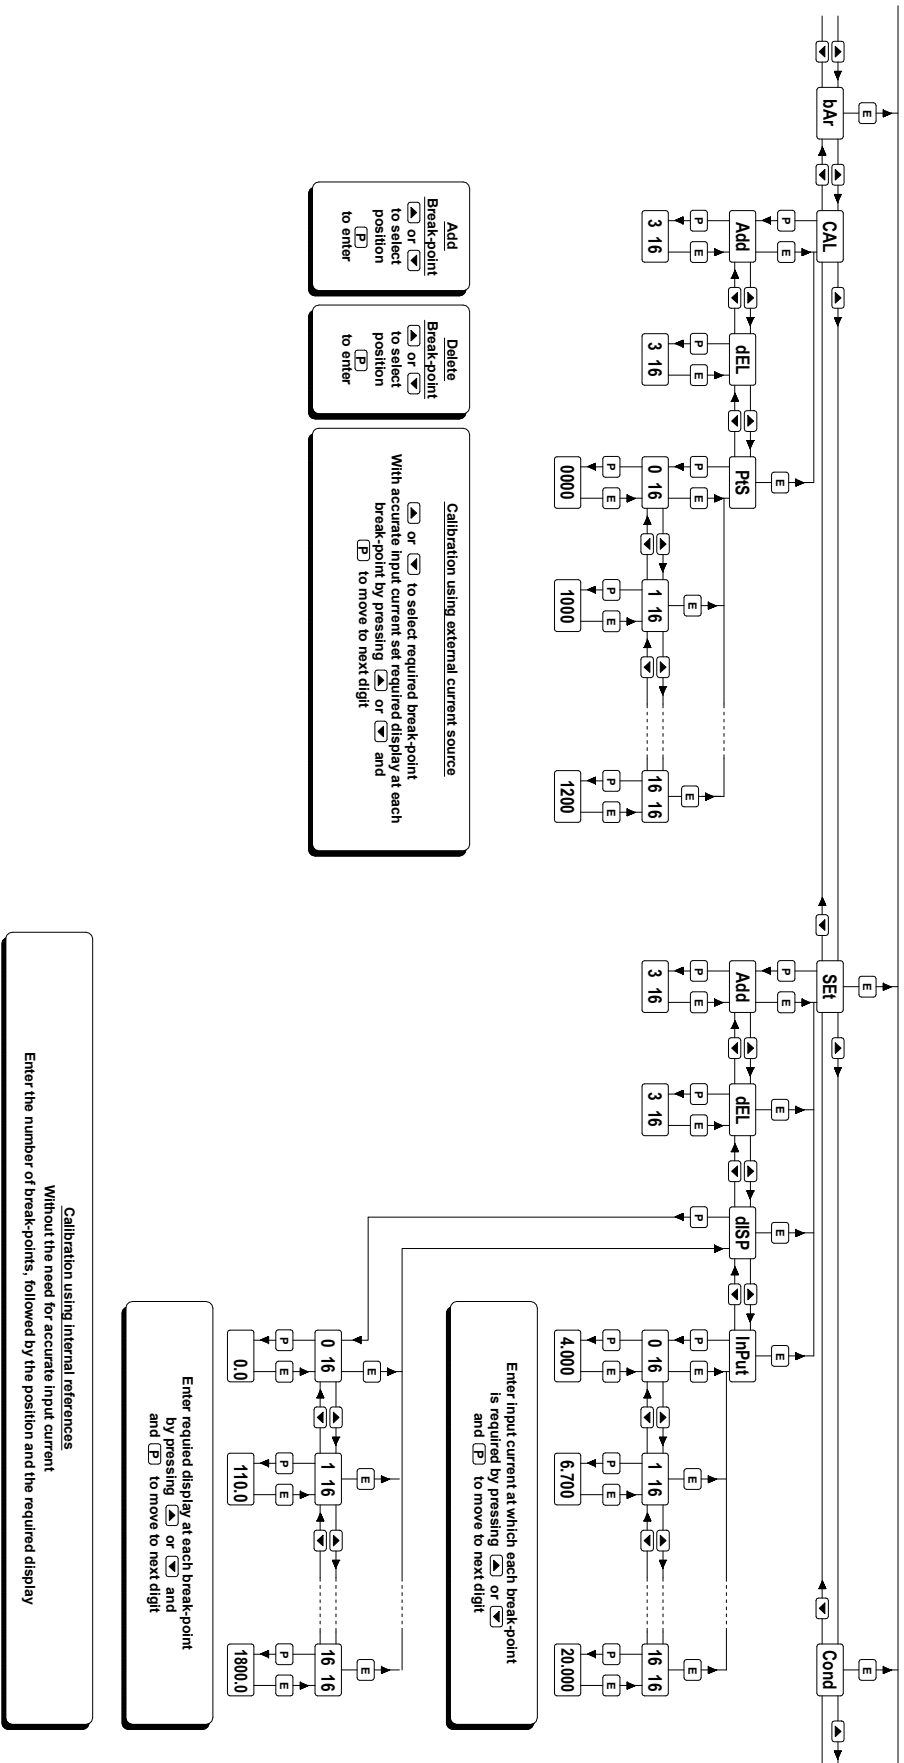 E
bAr
CAL
P
E
Add
P
E
3 16
dEL
P
E
3 16
E
PtS
P
E
0 16
P
E
0000
E
1 16
P
E
1000
E
16 16
P
E
1200
Add
Break-point
or
to select
position
P
to enter
Delete
Break-point
or
to select
position
P
to enter
Calibration using external current source
or to select required break-point
With accurate input current set required display at each
break-point by pressing or and
P to move to next digit
E
SEt
P
E
Add
P
E
3 16
E
dEL
P
E
3 16
E
dISP
P
E
InPut
P
E
0 16
P
E
4.000
E
1 16
P
E
6.700
E
16 16
P
E
20.000
Enter input current at which each break-point
is required by pressing or
and P to move to next digit
E
0 16
P
E
0.0
E
1 16
P
E
110.0
E
16 16
P
E
1800.0
Enter requied display at each break-point
by pressing or and
and P to move to next digit
E
Cond
Calibration using internal references
Without the need for accurate input current
Enter the number of break-points, followed by the position and the required display